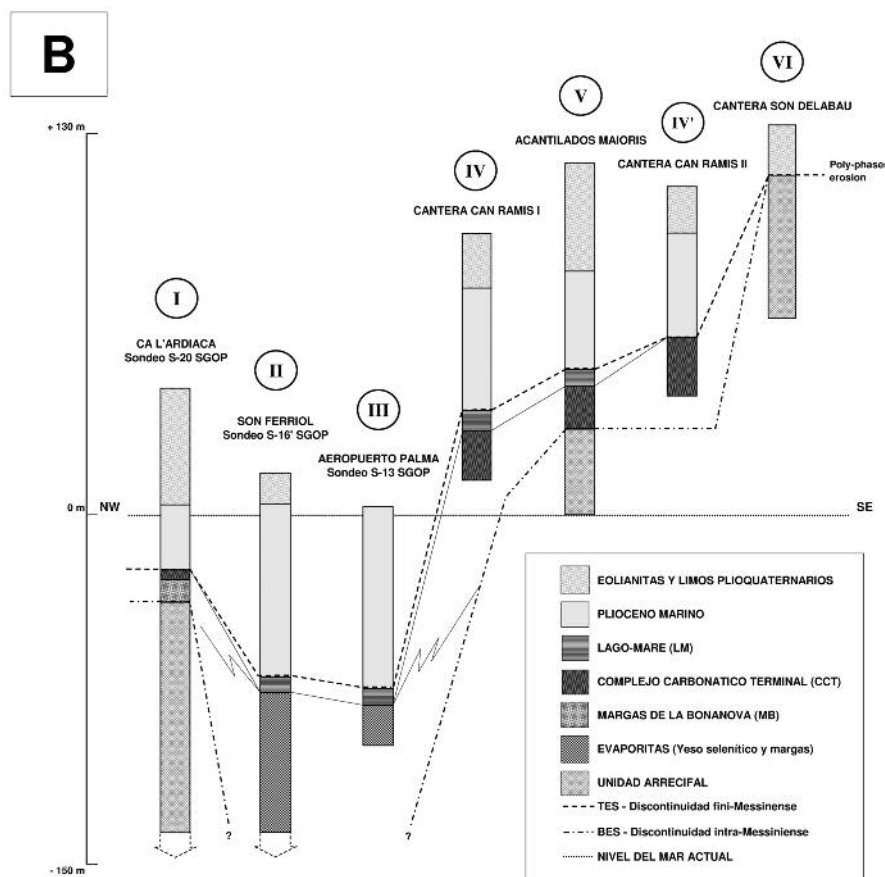 B
VI
CANTERA SON DELABAU
V
+ 130 m
ACANTILADOS MAIORIS
IV'
CANTERA CAN RAMIS II
IV
Poly-phased
erosion
CANTERA CAN RAMIS I
I
CA L'ARDIACA
Sondeo S-20 SGOP
II
SON FERRIOL
Sondeo S-16' SGOP
III
AEROPUERTO PALMA
Sondeo S-13 SGOP
0 m
NW
SE
EOLIANITAS Y LIMOS PLIOQUATERNARIOS
PLIOCENO MARINO
LAGO-MARE (LM)
COMPLEJO CARBONATICO TERMINAL (CCT)
MARGAS DE LA BONANOVA (MB)
EVAPORITAS (Yeso selenítico y margas)
UNIDAD ARRECIFAL
TES - Discontinuidad fini-Messinense
BES - Discontinuidad intra-Messiniense
NIVEL DEL MAR ACTUAL
?
?
- 150 m